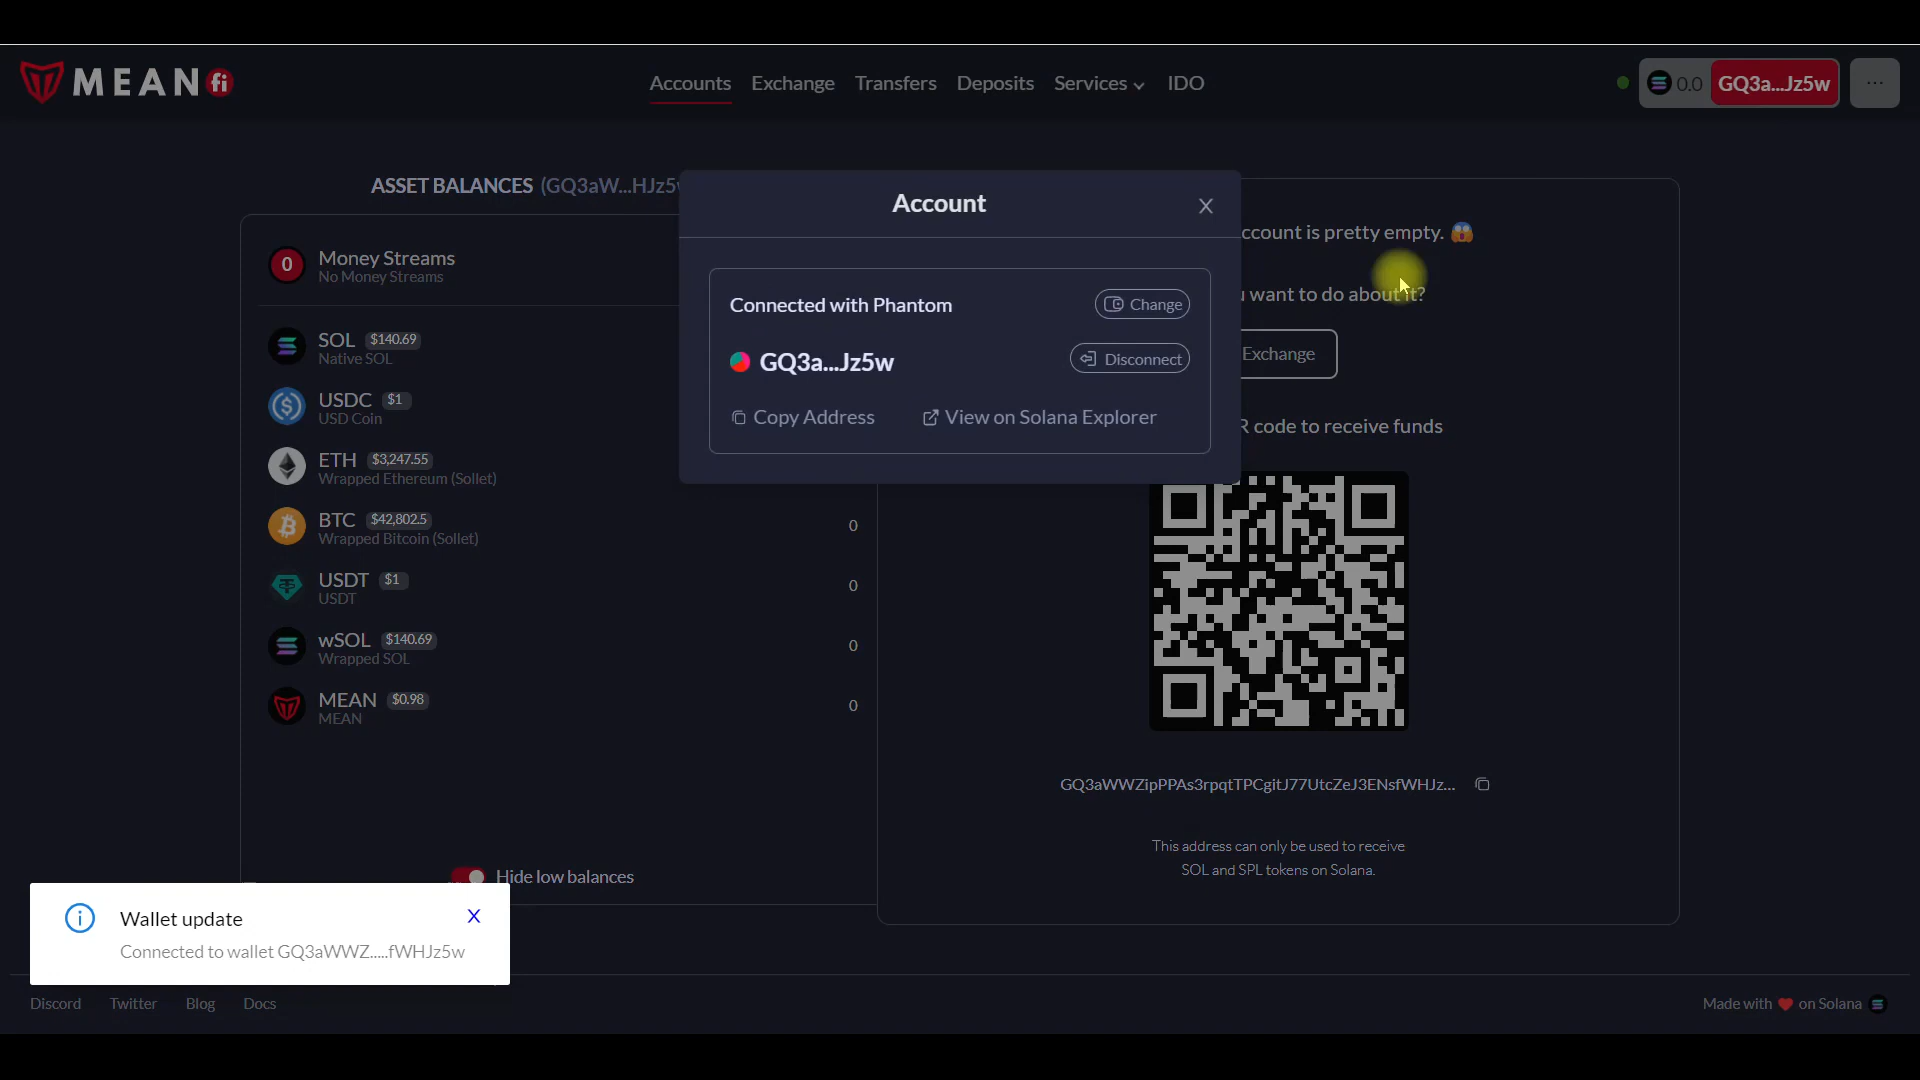 MEAN fi
Accounts Exchange Transfers Deposits Services IDO
0.0 GQ3a...Jz5w ...
ASSET BALANCES (GQ3aW...HJz5
Money Streams
0
No Money Streams
SOL $140.69
Native SOL
USDC $1
USD Coin
ETH $3,247.55
Wrapped Ethereum (Sollet)
BTC $42,802.5
Wrapped Bitcoin (Sollet)
0
USDT $1
USDT
0
wSOL $140.69
Wrapped SOL
0
MEAN $0.98
MEAN
0
Hide low balances
Account
X
Connected with Phantom Change
GQ3a...Jz5w Disconnect
Copy Address View on Solana Explorer
ccount is pretty empty. 😱
want to do about it?
Exchange
R code to receive funds
GQ3aWWZipPPAs3rpqtTPCgitJ77UtcZeJ3ENsfWHJz...
This address can only be used to receive
SOL and SPL tokens on Solana.
Wallet update X
Connected to wallet GQ3aWWZ.....fWHJz5w
Discord Twitter Blog Docs
Made with ❤ on Solana